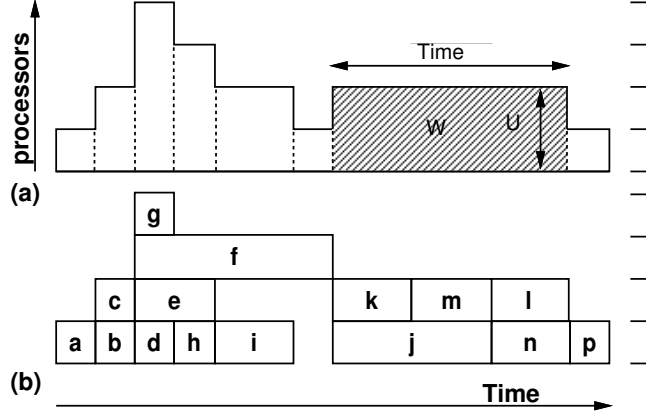 processors
Time
W U
(a)
g
f
c e k m l
a b d h i j n p
(b)
Time